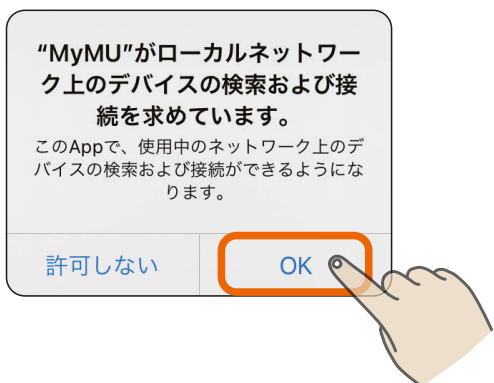 “MyMU”がローカルネットワー
ク上のデバイスの検索および接
続を求めています。
このAppで、使用中のネットワーク上のデ
バイスの検索および接続ができるようにな
ります。
許可しない
OK